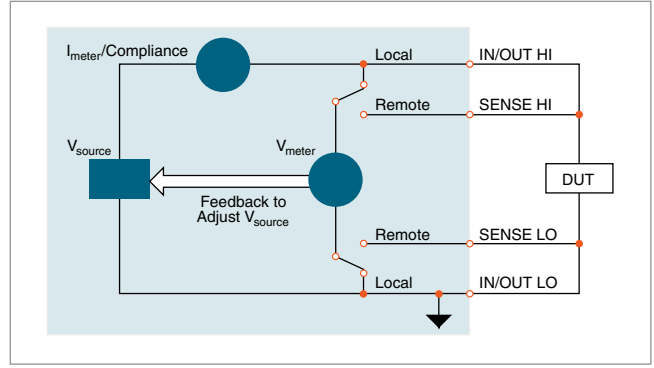 I_meter/Compliance
Local
IN/OUT HI
Remote
SENSE HI
V_source
V_meter
DUT
Feedback to
Adjust V_source
Remote
SENSE LO
Local
IN/OUT LO